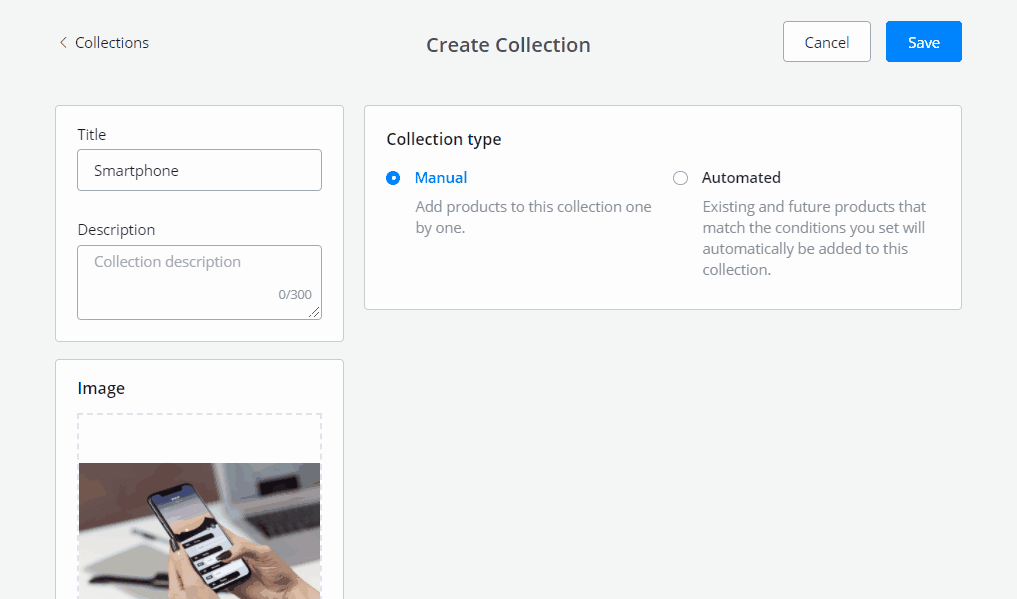 Collections
Create Collection
Cancel
Save
Title
Smartphone
Description
Collection description
0/300
Image
Collection type
Manual
Add products to this collection one
by one.
Automated
Existing and future products that
match the conditions you set will
automatically be added to this
collection.